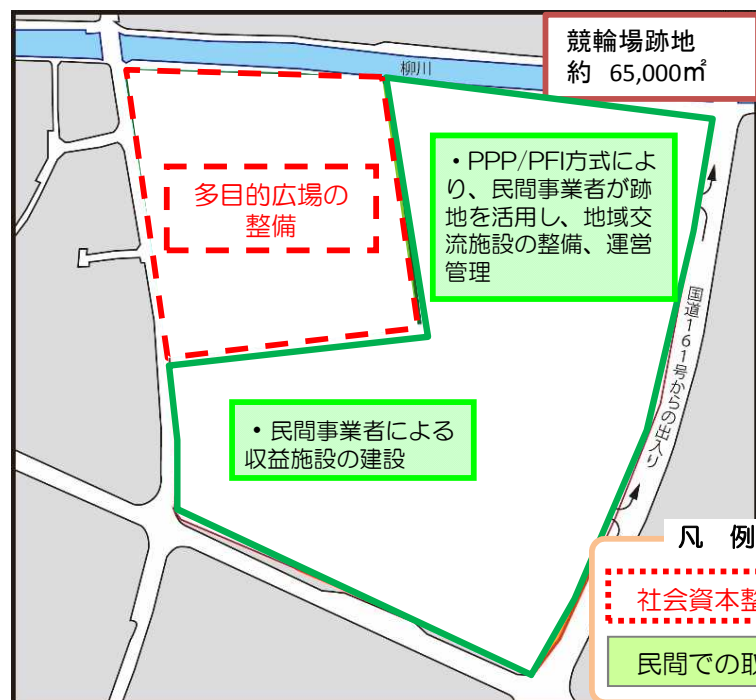 競輪場跡地
約 65,000㎡
柳川
多目的広場の
整備
・PPP/PFI方式によ
り、民間事業者が跡
地を活用し、地域交
流施設の整備、運営
管理
国道161号からの出入り
・民間事業者による
収益施設の建設
凡 例
社会資本整
民間での取